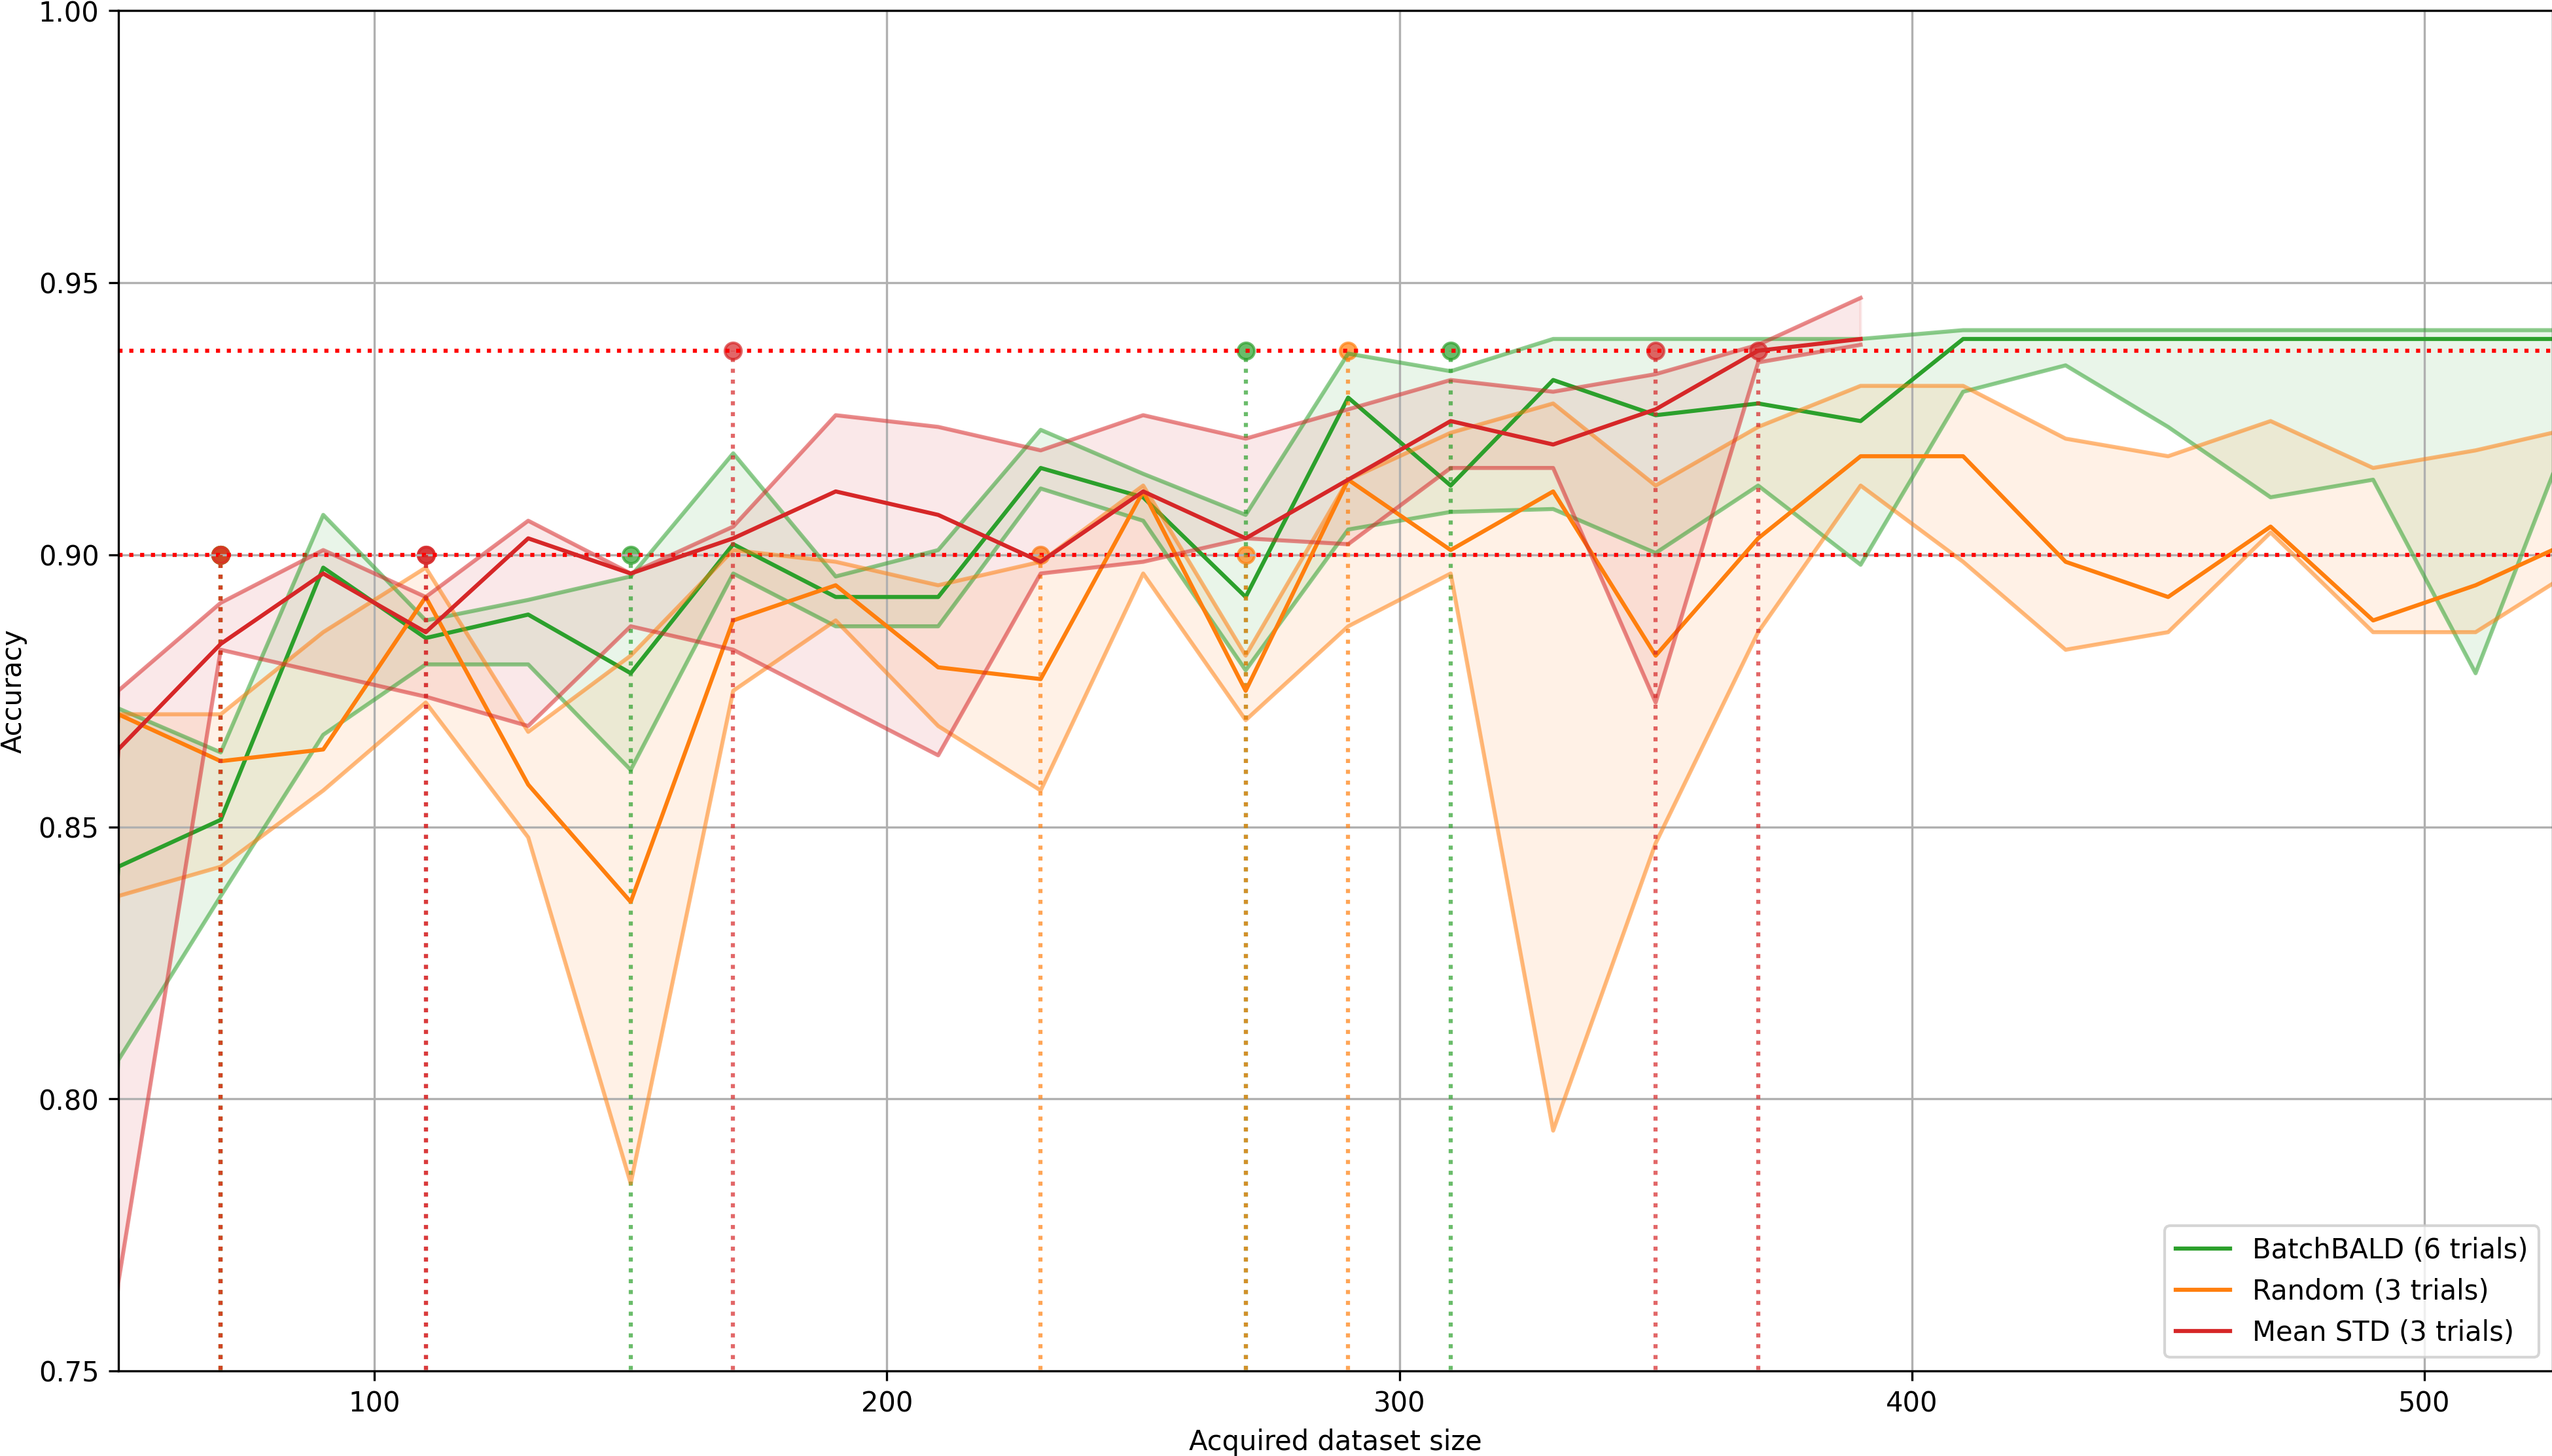 1.00
0.95
0.90
0.85
0.80
0.75
Accuracy
100 200 300 400 500
Acquired dataset size
BatchBALD (6 trials)
Random (3 trials)
Mean STD (3 trials)